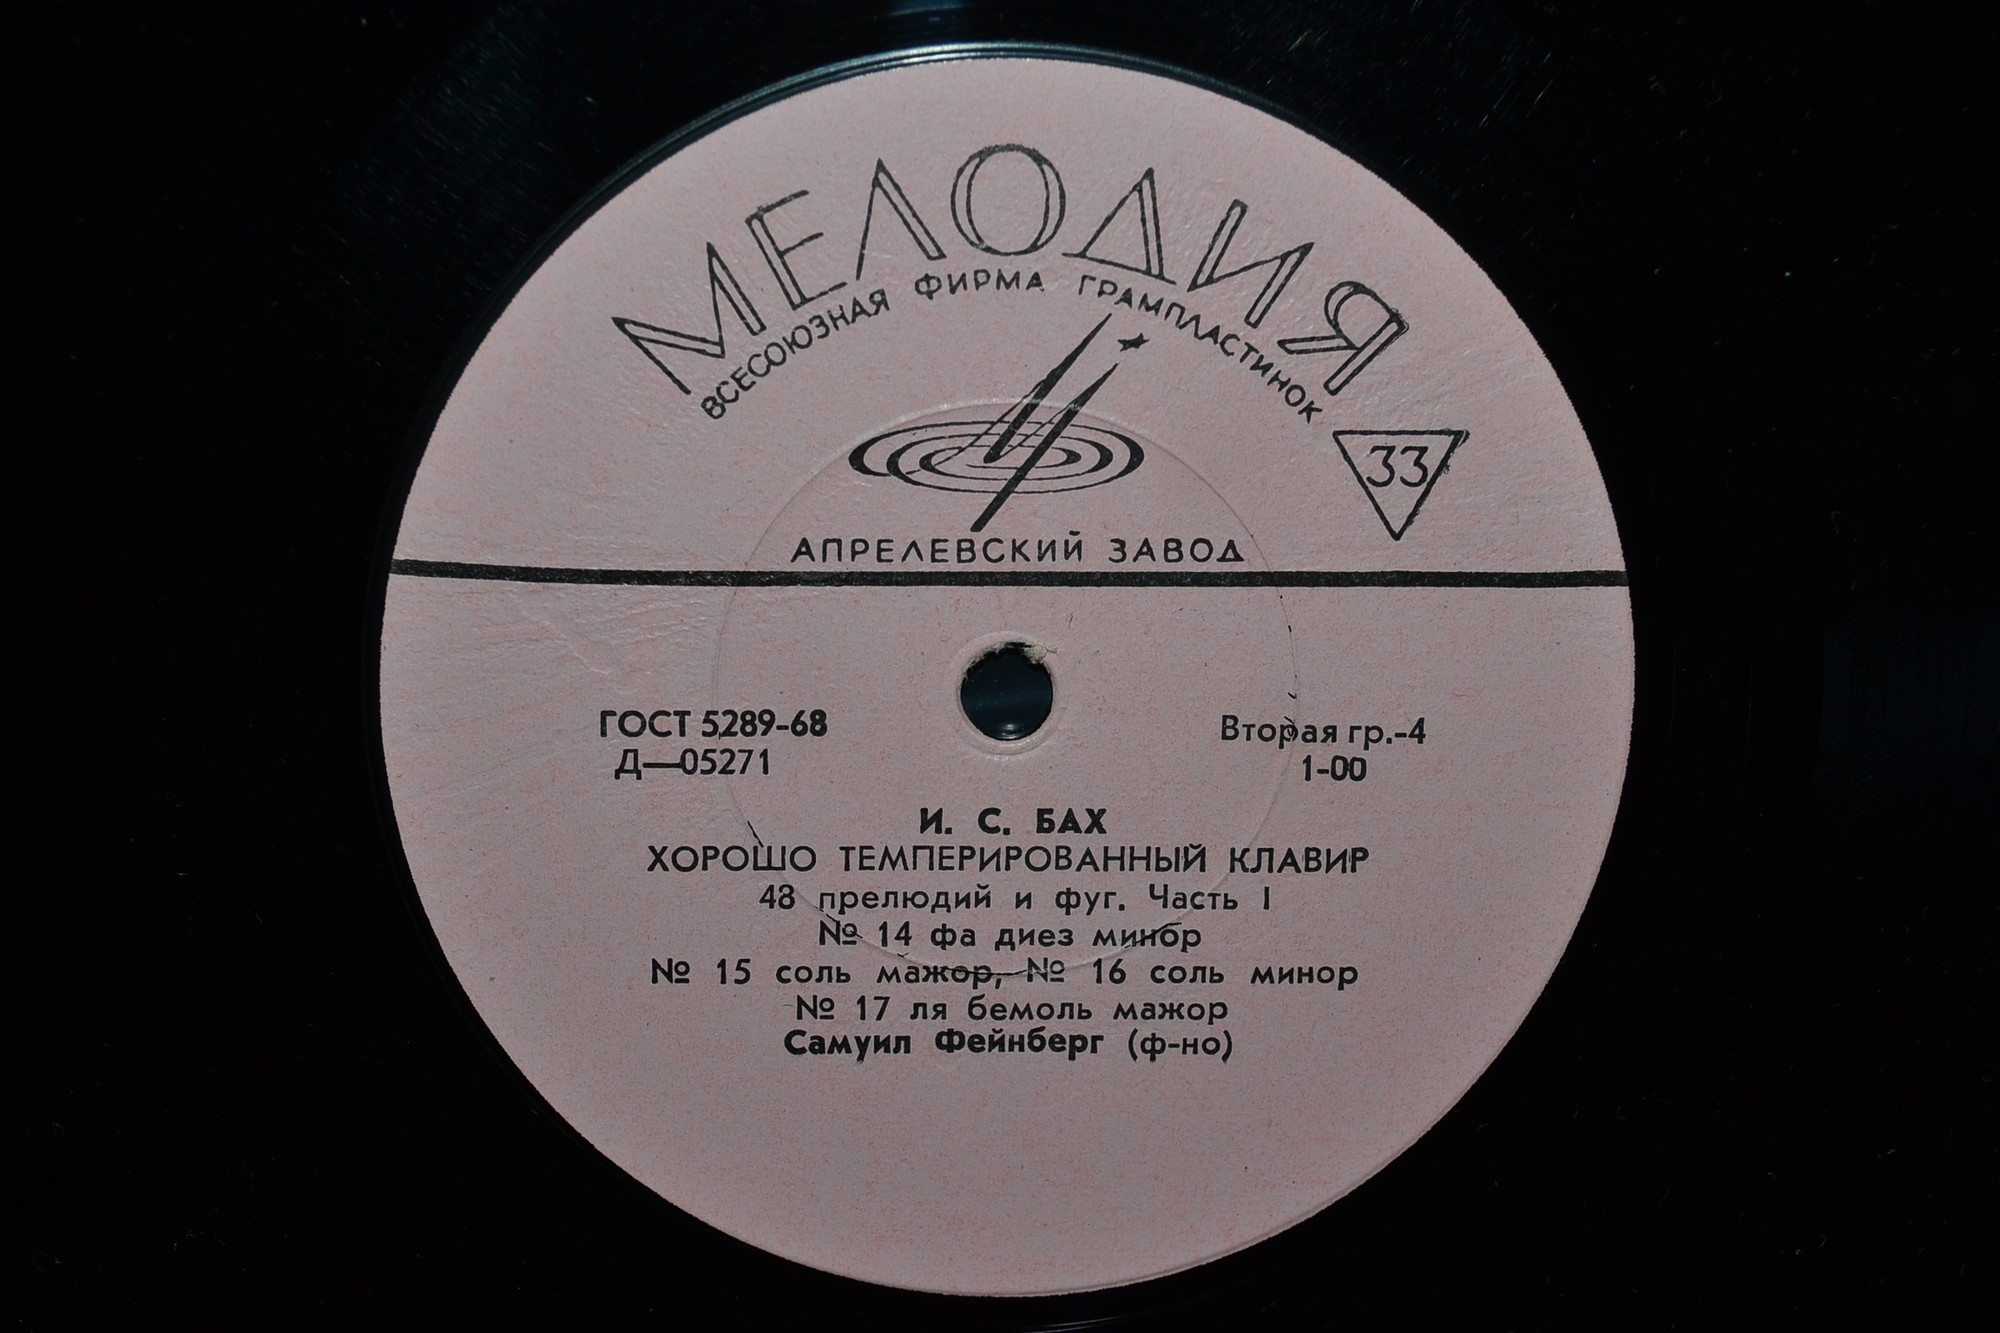 МЕЛОДИЯ
ВСЕСОЮЗНАЯ ФИРМА ГРАМПЛАСТИНОК
33
АПРЕЛЕВСКИЙ ЗАВОД
ГОСТ 5289-68
Д—05271
Вторая гр.-4
1-00
И. С. БАХ
ХОРОШО ТЕМПЕРИРОВАННЫЙ КЛАВИР
48 прелюдий и фуг. Часть I
№ 14 фа диез минор
№ 15 соль мажор, № 16 соль минор
№ 17 ля бемоль мажор
Самуил Фейнберг (ф-но)